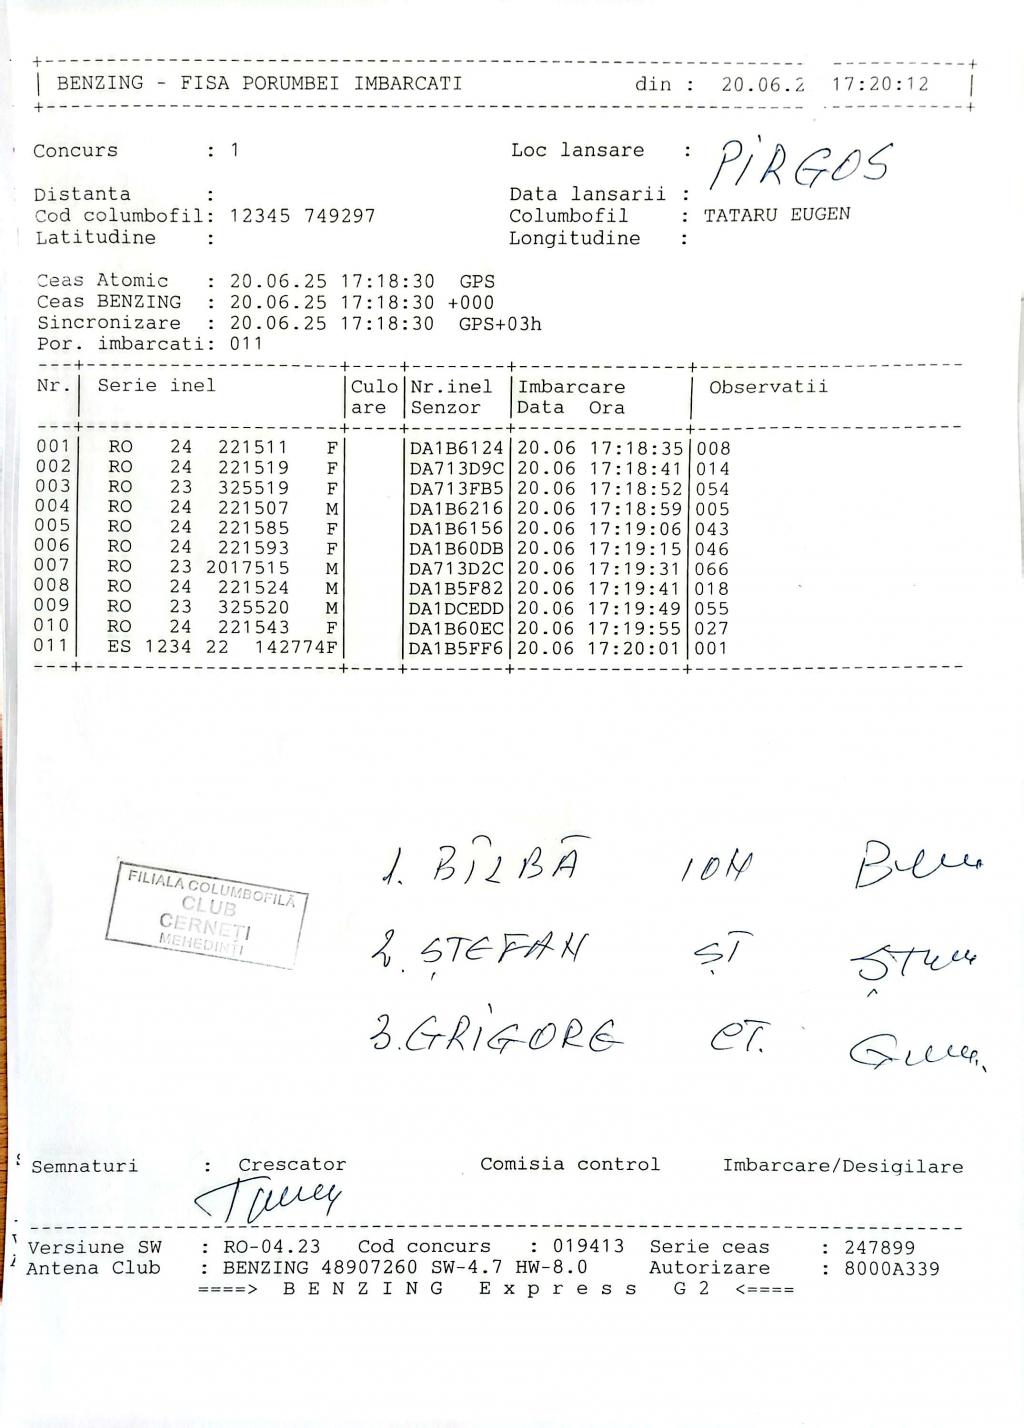 BENZING - FISA PORUMBEI IMBARCATI din : 20.06.2 17:20:12
Concurs : 1 Loc lansare : PIRGOS
Distanta : Data lansarii :
Cod columbofil: 12345 749297 Columbofil : TATARU EUGEN
Latitudine : Longitudine :
Ceas Atomic : 20.06.25 17:18:30 GPS
Ceas BENZING : 20.06.25 17:18:30 +000
Sincronizare : 20.06.25 17:18:30 GPS+03h
Por. imbarcati: 011
Nr. Serie inel Culo Nr.inel Imbarcare Observatii
are Senzor Data Ora
001 RO 24 221511 F DA1B6124 20.06 17:18:35 008
002 RO 24 221519 F DA713D9C 20.06 17:18:41 014
003 RO 23 325519 F DA713FB5 20.06 17:18:52 054
004 RO 24 221507 M DA1B6216 20.06 17:18:59 005
005 RO 24 221585 F DA1B6156 20.06 17:19:06 043
006 RO 24 221593 F DA1B60DB 20.06 17:19:15 046
007 RO 23 2017515 M DA713D2C 20.06 17:19:31 066
008 RO 24 221524 M DA1B5F82 20.06 17:19:41 018
009 RO 23 325520 M DA1DCEDD 20.06 17:19:49 055
010 RO 24 221543 F DA1B60EC 20.06 17:19:55 027
011 ES 1234 22 142774F DA1B5FF6 20.06 17:20:01 001
1. BÎLBĂ ION
FILIALA COLUMBOFILĂ
CLUB
CERNEȚI
MEHEDINȚI
2. ȘTEFAN ȘT
3. GRIGORE CT.
Semnaturi : Crescator Comisia control Imbarcare/Desigilare
Versiune SW : RO-04.23 Cod concurs : 019413 Serie ceas : 247899
Antena Club : BENZING 48907260 SW-4.7 HW-8.0 Autorizare : 8000A339
====> B E N Z I N G E x p r e s s G 2 <====